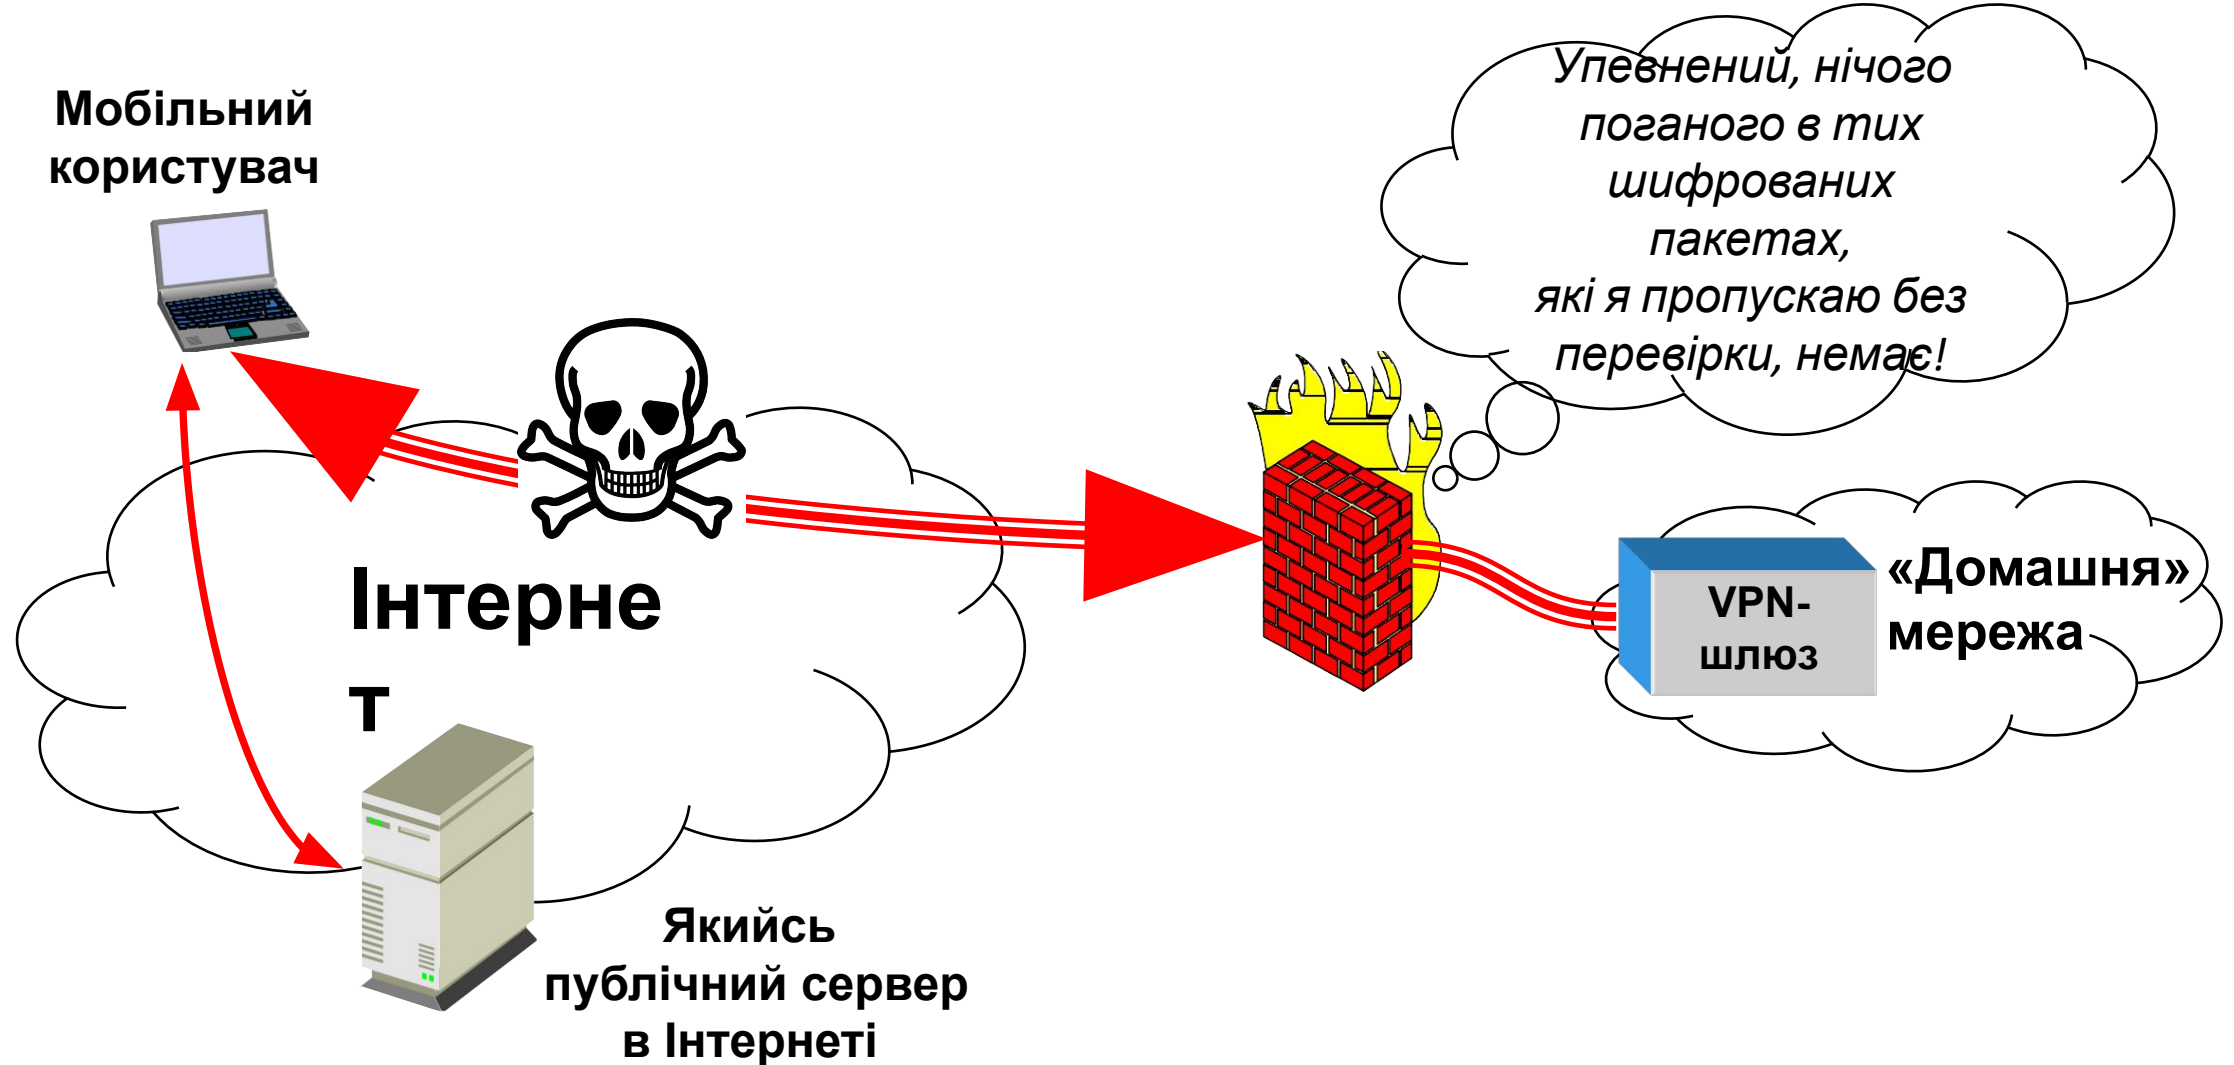 Мобільний
користувач
Упевнений, нічого
поганого в тих
шифрованих
пакетах,
які я пропускаю без
перевірки, немає!
Інтерне
т
VPN-
шлюз
«Домашня»
мережа
Якийсь
публічний сервер
в Інтернеті